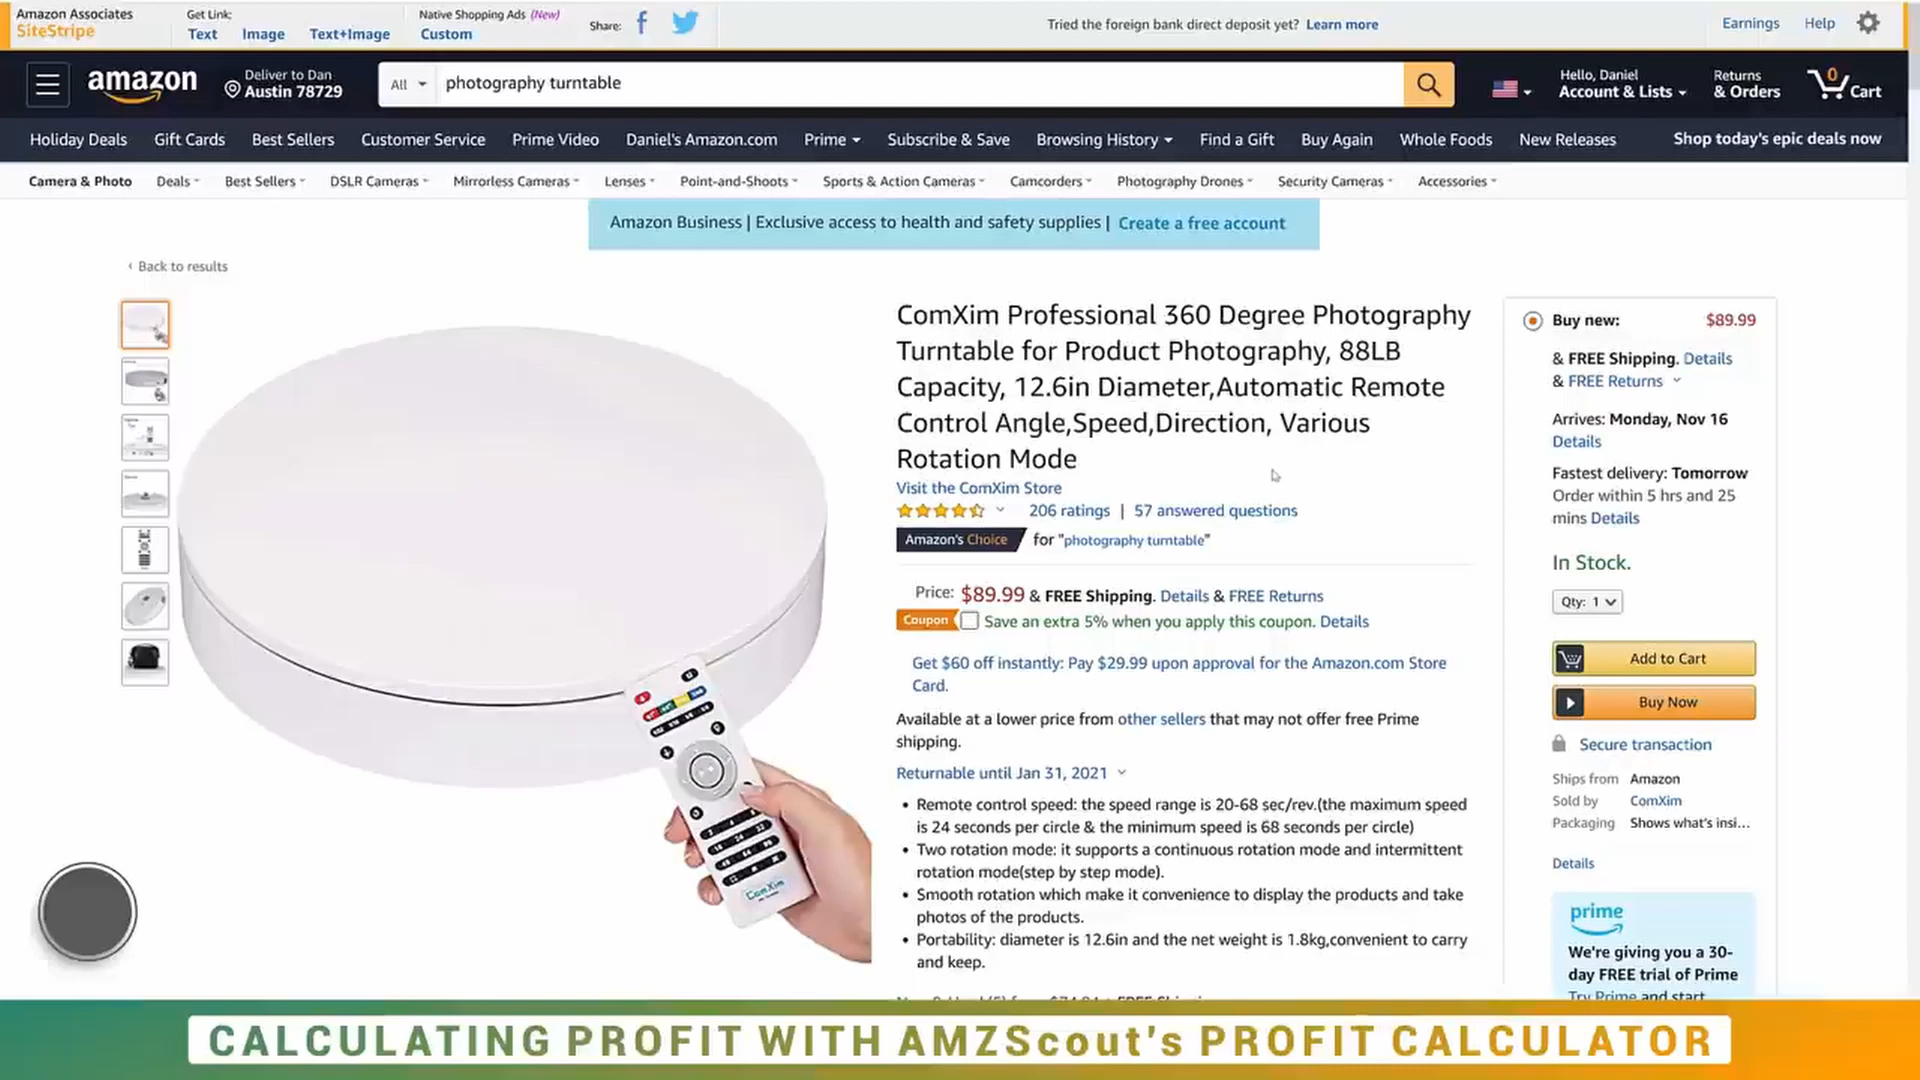 Amazon Associates
SiteStripe
Get Link:
Text Image Text+Image
Native Shopping Ads (New)
Custom
Share:
Tried the foreign bank direct deposit yet? Learn more
Earnings Help
amazon
Deliver to Dan
Austin 78729
All
photography turntable
Hello, Daniel
Account & Lists
Returns
& Orders
0
Cart
Holiday Deals Gift Cards Best Sellers Customer Service Prime Video Daniel's Amazon.com Prime Subscribe & Save Browsing History Find a Gift Buy Again Whole Foods New Releases Shop today's epic deals now
Camera & Photo Deals Best Sellers DSLR Cameras Mirrorless Cameras Lenses Point-and-Shoots Sports & Action Cameras Camcorders Photography Drones Security Cameras Accessories
Amazon Business | Exclusive access to health and safety supplies | Create a free account
‹ Back to results
ComXim Professional 360 Degree Photography
Turntable for Product Photography, 88LB
Capacity, 12.6in Diameter,Automatic Remote
Control Angle,Speed,Direction, Various
Rotation Mode
Visit the ComXim Store
206 ratings | 57 answered questions
Amazon's Choice for "photography turntable"
Price: $89.99 & FREE Shipping. Details & FREE Returns
Coupon Save an extra 5% when you apply this coupon. Details
Get $60 off instantly: Pay $29.99 upon approval for the Amazon.com Store
Card.
Available at a lower price from other sellers that may not offer free Prime
shipping.
Returnable until Jan 31, 2021
• Remote control speed: the speed range is 20-68 sec/rev.(the maximum speed
is 24 seconds per circle & the minimum speed is 68 seconds per circle)
• Two rotation mode: it supports a continuous rotation mode and intermittent
rotation mode(step by step mode).
• Smooth rotation which make it convenience to display the products and take
photos of the products.
• Portability: diameter is 12.6in and the net weight is 1.8kg,convenient to carry
and keep.
ComXim
Buy new: $89.99
& FREE Shipping. Details
& FREE Returns
Arrives: Monday, Nov 16
Details
Fastest delivery: Tomorrow
Order within 5 hrs and 25
mins Details
In Stock.
Qty: 1
Add to Cart
Buy Now
Secure transaction
Ships from Amazon
Sold by ComXim
Packaging Shows what's insi...
Details
prime
We're giving you a 30-
day FREE trial of Prime
Try Prime and start
CALCULATING PROFIT WITH AMZScout's PROFIT CALCULATOR